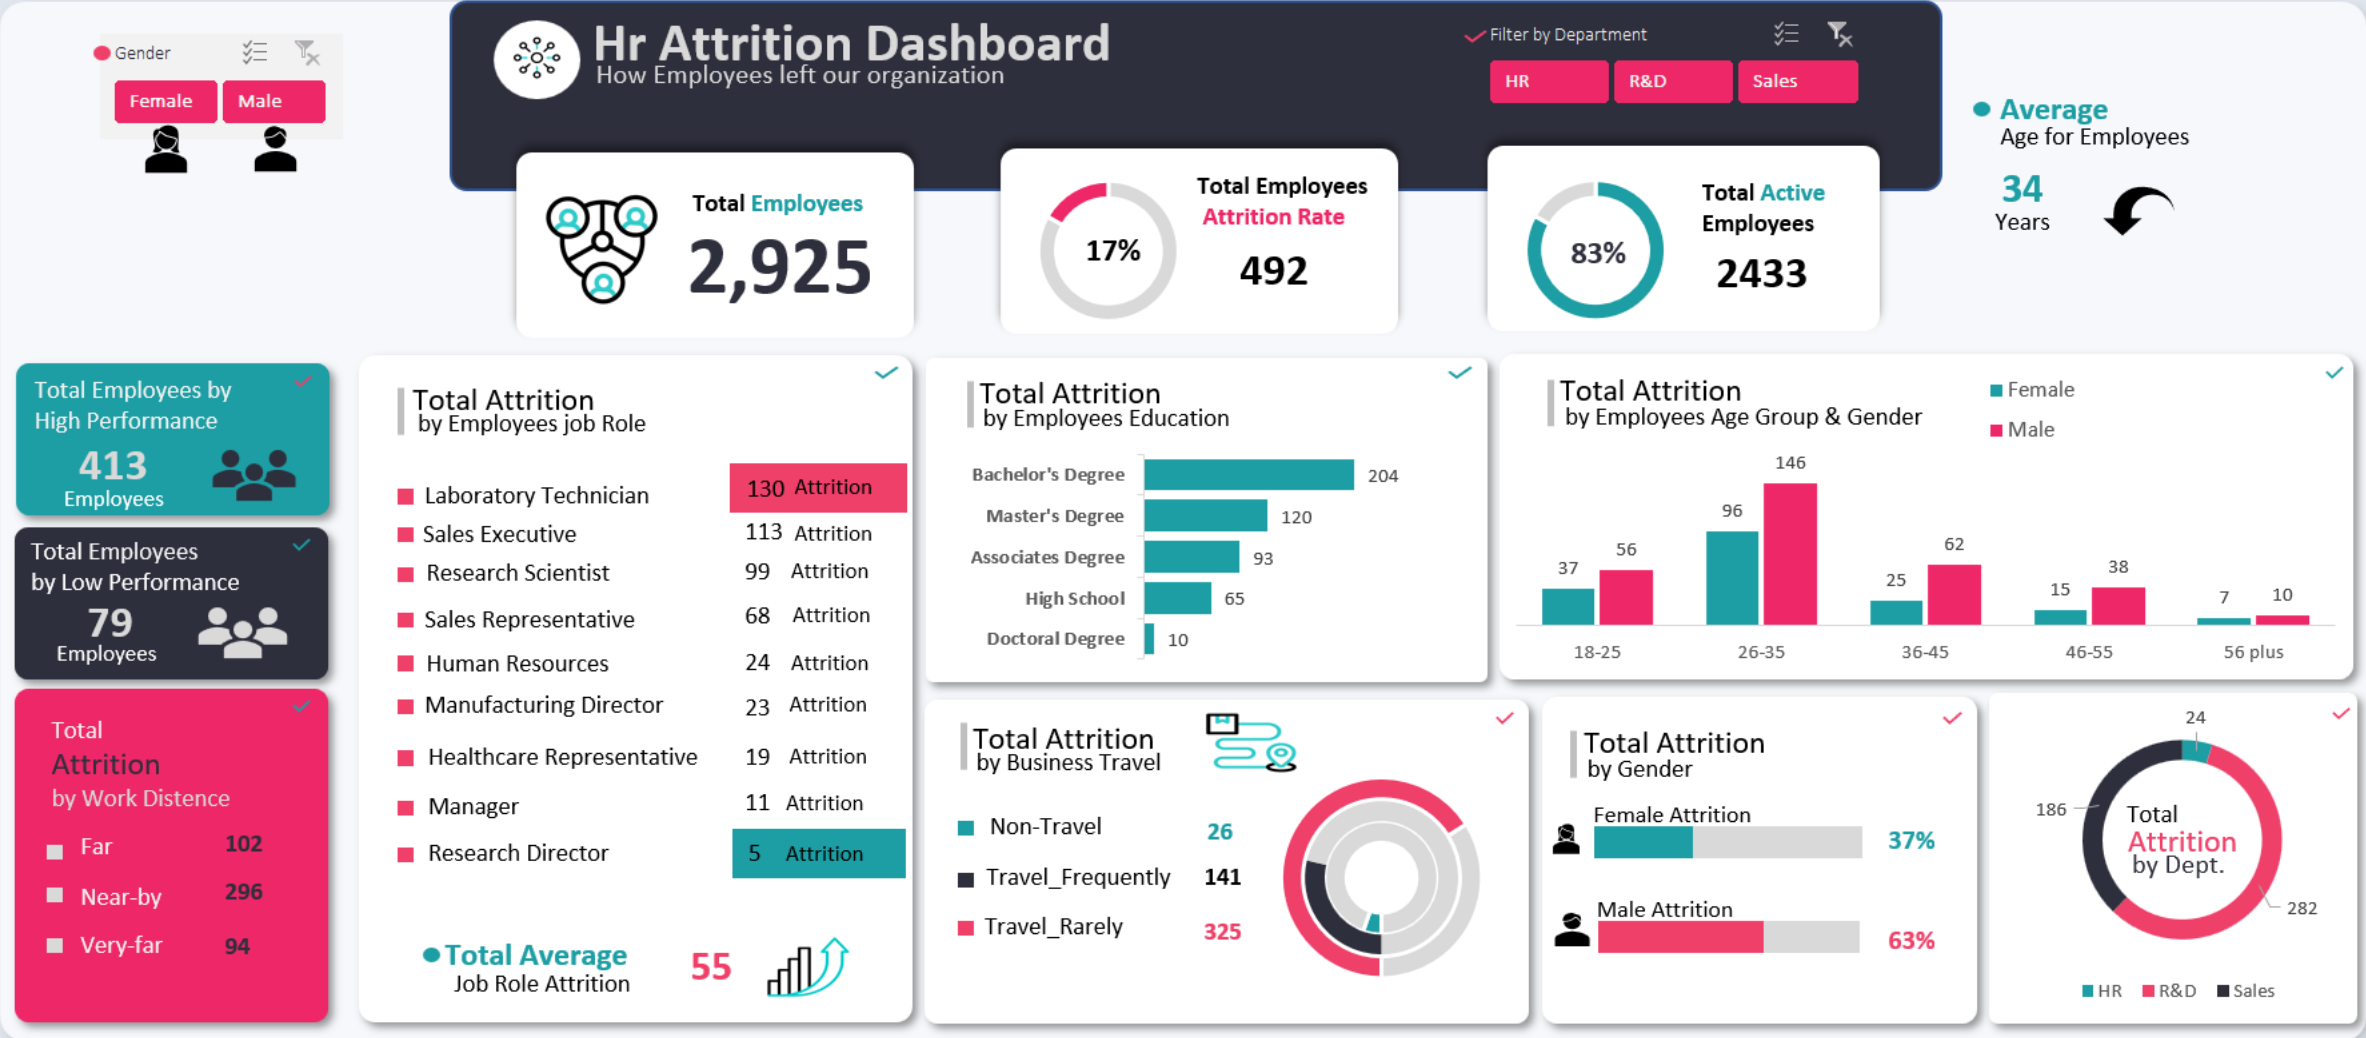 Gender
Female Male
Hr Attrition Dashboard
How Employees left our organization
Filter by Department
HR R&D Sales
Average
Age for Employees
34
Years
Total Employees
2,925
17%
Total Employees
Attrition Rate
492
83%
Total Active
Employees
2433
Total Employees by
High Performance
413
Employees
Total Employees
by Low Performance
79
Employees
Total
Attrition
by Work Distence
Far 102
Near-by 296
Very-far 94
Total Attrition
by Employees job Role
Laboratory Technician 130 Attrition
Sales Executive 113 Attrition
Research Scientist 99 Attrition
Sales Representative 68 Attrition
Human Resources 24 Attrition
Manufacturing Director 23 Attrition
Healthcare Representative 19 Attrition
Manager 11 Attrition
Research Director 5 Attrition
Total Average
Job Role Attrition
55
Total Attrition
by Employees Education
Bachelor's Degree 204
Master's Degree 120
Associates Degree 93
High School 65
Doctoral Degree 10
Total Attrition
by Employees Age Group & Gender
Female
Male
37 56 96 146 25 62 15 38 7 10
18-25 26-35 36-45 46-55 56 plus
Total Attrition
by Business Travel
Non-Travel 26
Travel_Frequently 141
Travel_Rarely 325
Total Attrition
by Gender
Female Attrition
37%
Male Attrition
63%
24
186
282
Total
Attrition
by Dept.
HR R&D Sales